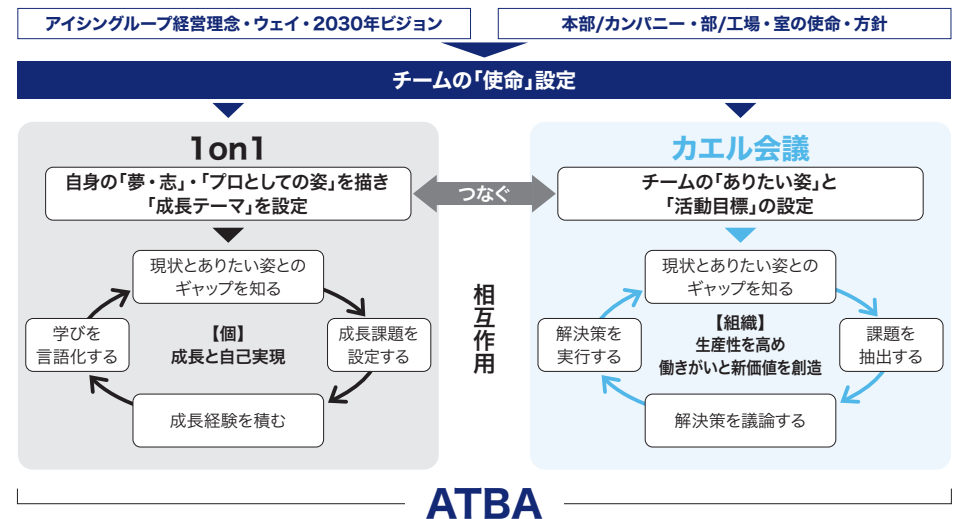 アイシングループ経営理念・ウェイ・2030年ビジョン
本部/カンパニー・部/工場・室の使命・方針
チームの「使命」設定
1on1
自身の「夢・志」・「プロとしての姿」を描き
「成長テーマ」を設定
つなぐ
カエル会議
チームの「ありたい姿」と
「活動目標」の設定
現状とありたい姿との
ギャップを知る
学びを
言語化する
【個】
成長と自己実現
成長課題を
設定する
成長経験を積む
相互作用
現状とありたい姿との
ギャップを知る
解決策を
実行する
【組織】
生産性を高め
働きがいと新価値を創造
課題を
抽出する
解決策を議論する
ATBA